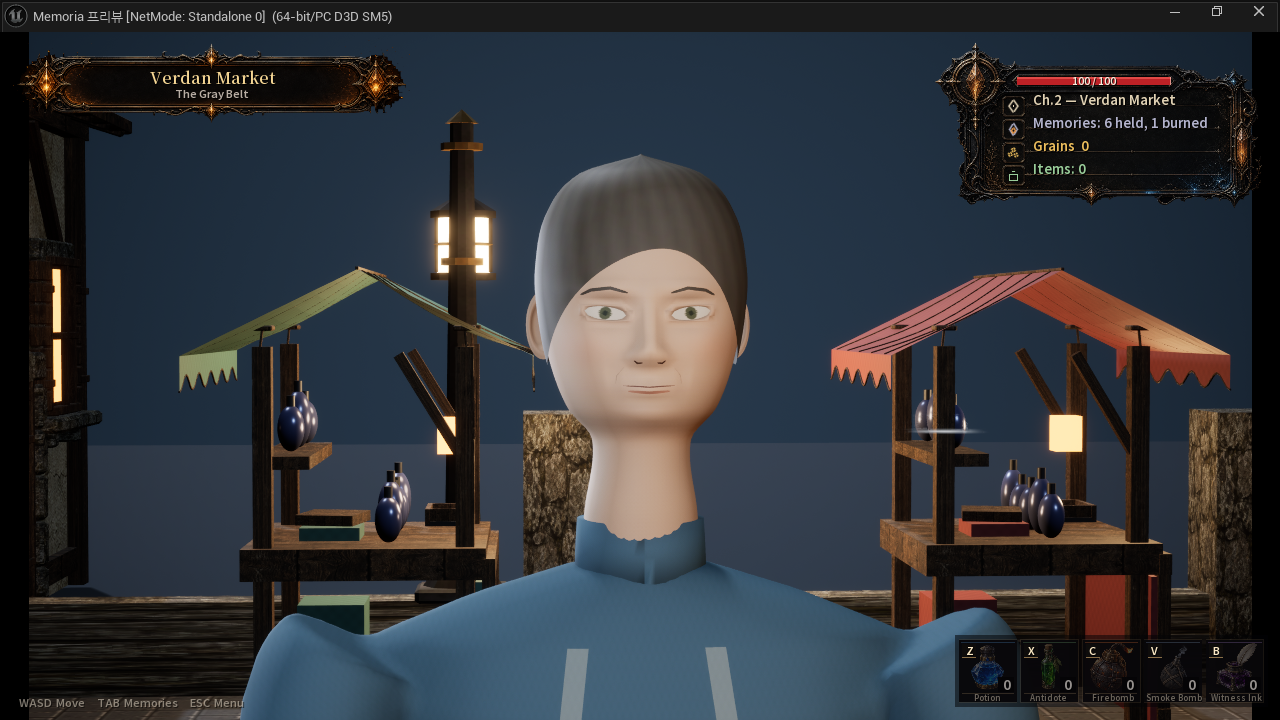 Memoria 프리뷰 [NetMode: Standalone 0] (64-bit/PC D3D SM5)
Verdan Market
The Gray Belt
100 / 100
Ch.2 — Verdan Market
Memories: 6 held, 1 burned
Grains 0
Items: 0
Z X C V B
0 0 0 0 0
Potion Antidote Firebomb Smoke Bomb Witness Ink
WASD Move TAB Memories ESC Menu